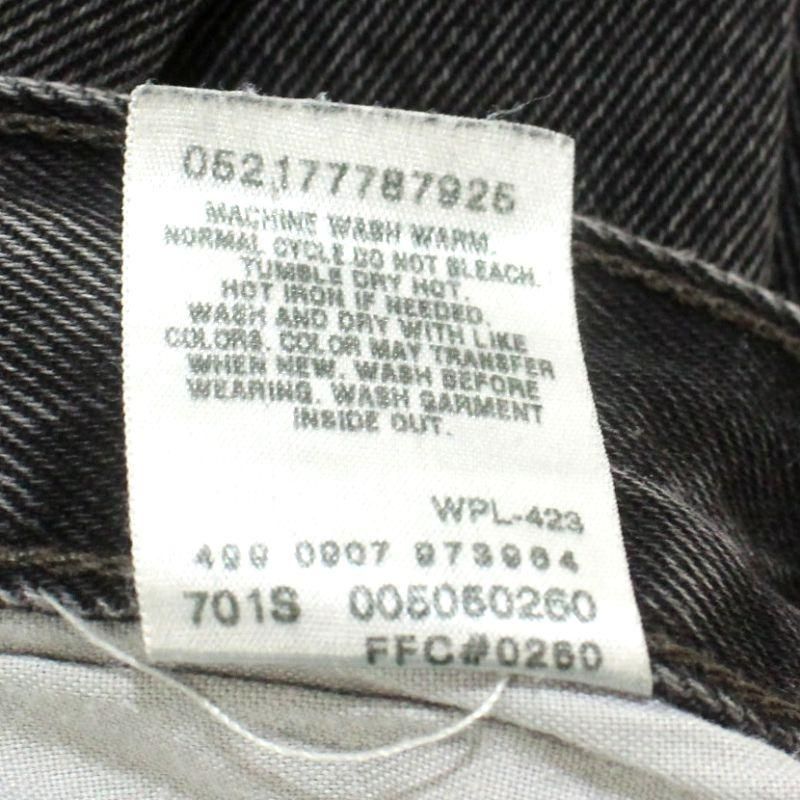 052177787925
MACHINE WASH WARM.
NORMAL CYCLE. DO NOT BLEACH.
TUMBLE DRY HOT.
HOT IRON IF NEEDED.
WASH AND DRY WITH LIKE
COLORS. COLOR MAY TRANSFER
WHEN NEW. WASH BEFORE
WEARING. WASH GARMENT
INSIDE OUT.
WPL-423
499 0907 973964
701S 005050260
FFC#0260